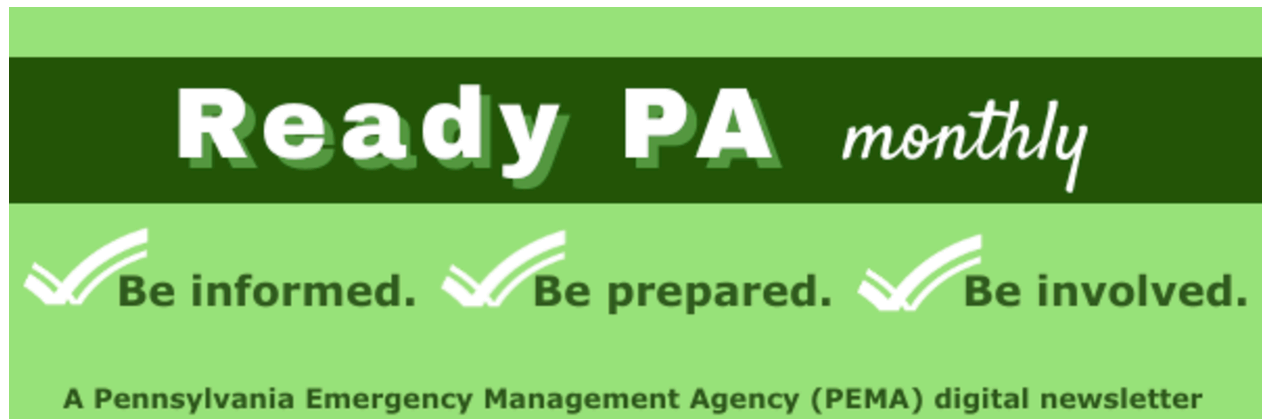 Ready PA monthly
Be informed. Be prepared. Be involved.
A Pennsylvania Emergency Management Agency (PEMA) digital newsletter